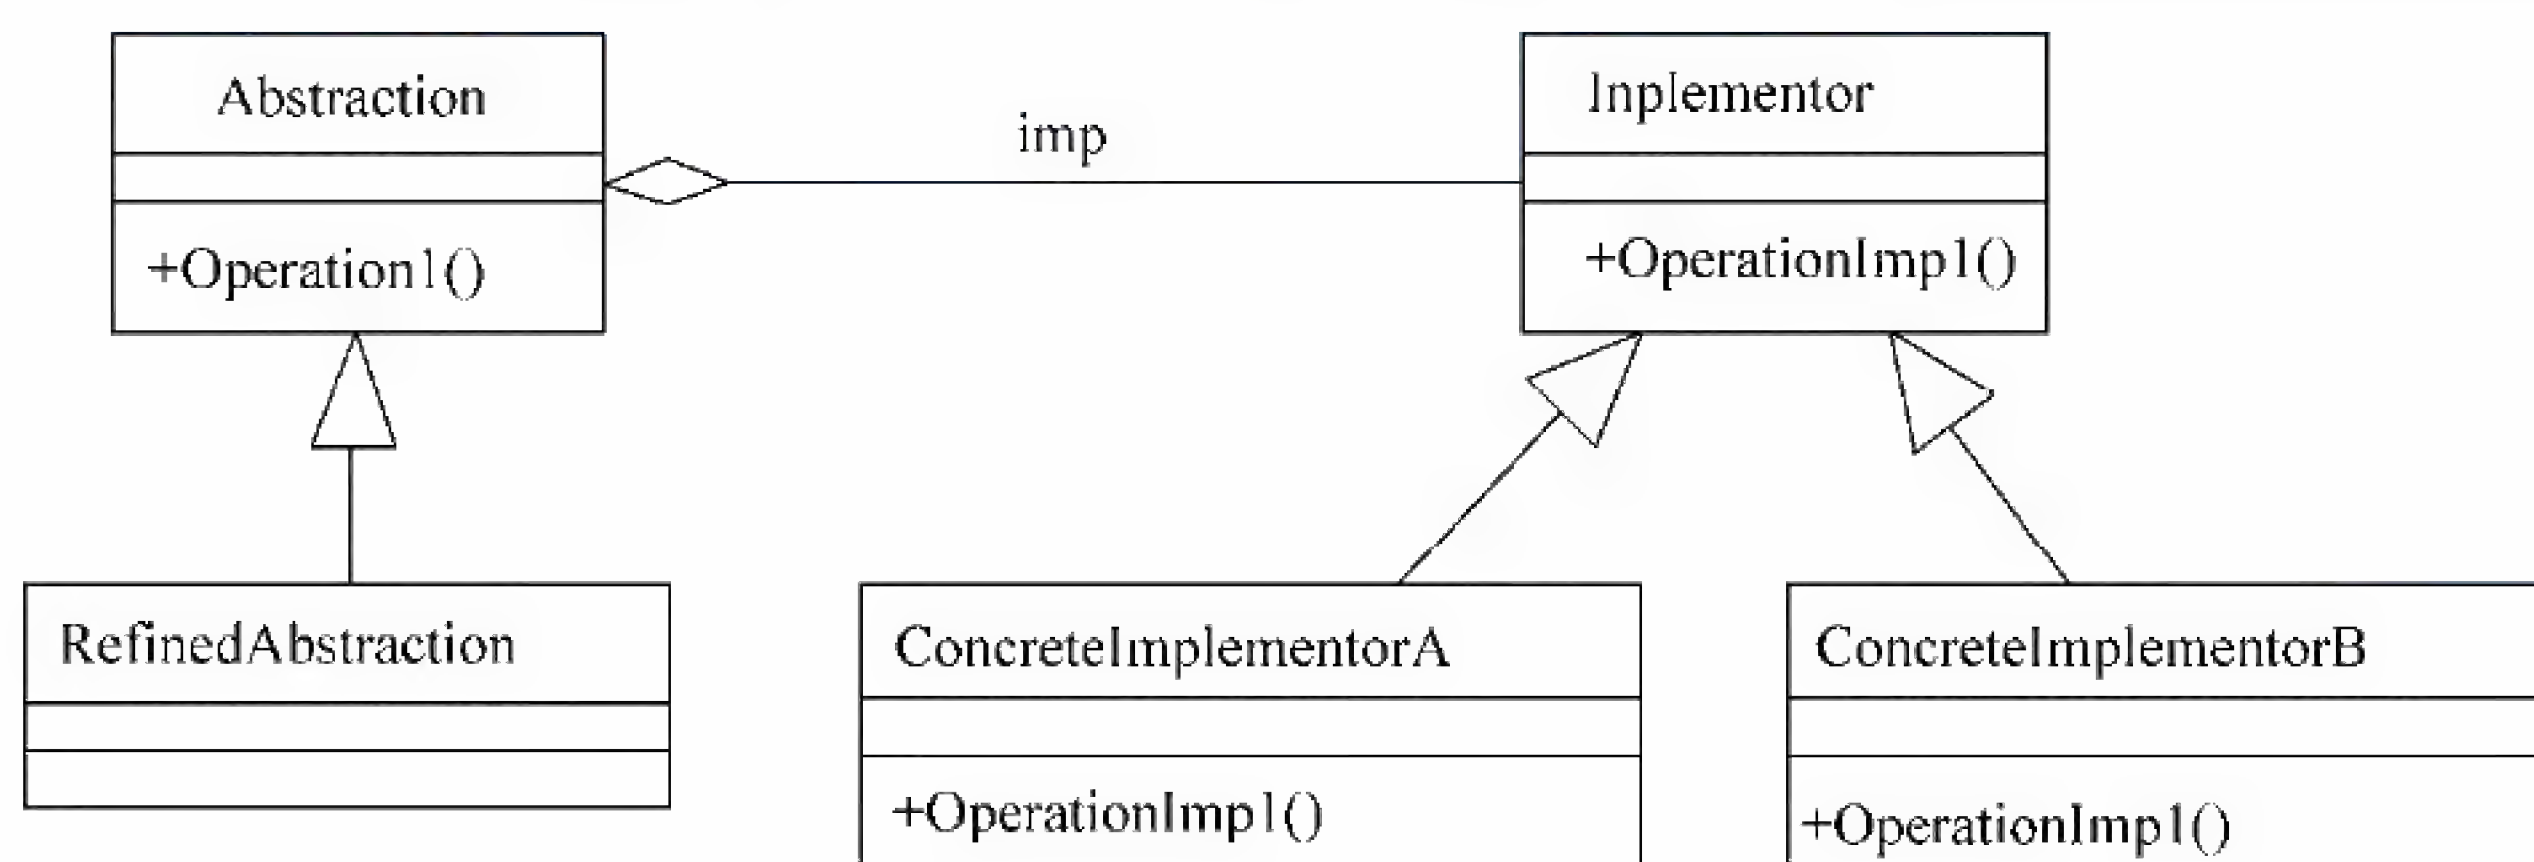 Abstraction
Inplementor
imp
+Operation1()
+OperationImp1()
RefinedAbstraction
ConcreteImplementorA
ConcreteImplementorB
+OperationImp1()
+OperationImp1()